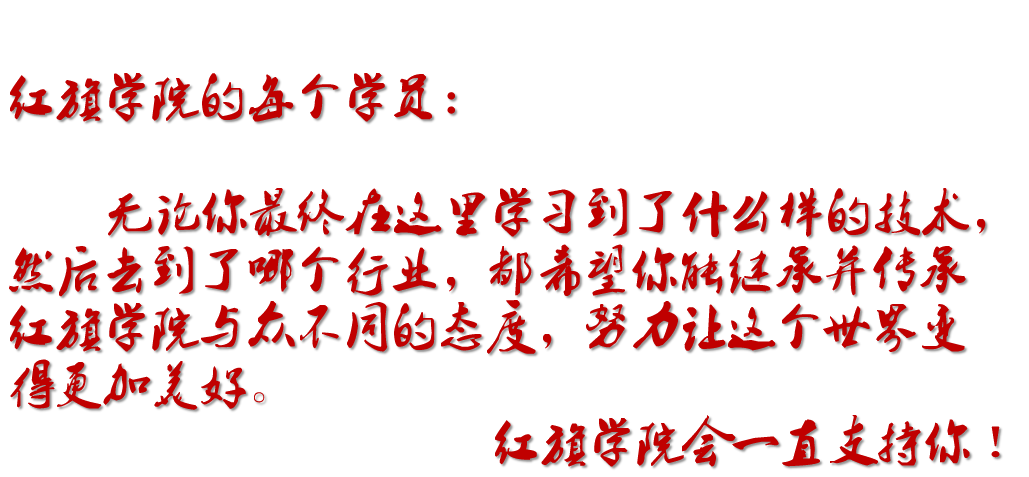 红旗学院的每个学员：
无论你最终在这里学习到了什么样的技术，
然后去到了哪个行业，都希望你能继承并传承
红旗学院与众不同的态度，努力让这个世界变
得更加美好。
红旗学院会一直支持你！